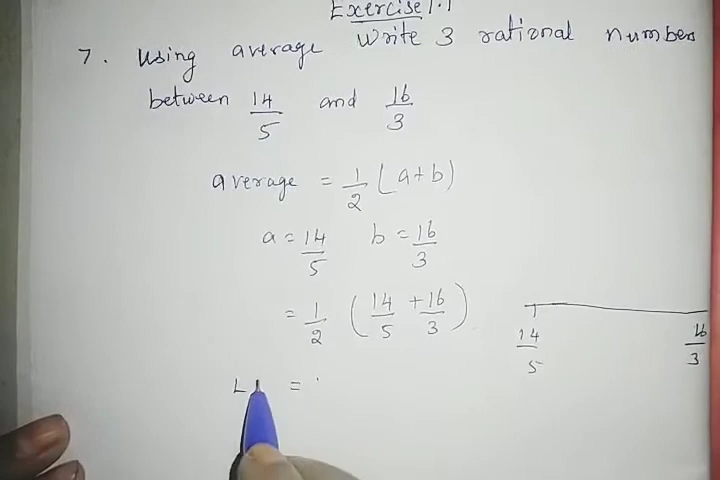 Exercise 1.1
7. Using average write 3 rational number
between 14/5 and 16/3
average = 1/2 (a+b)
a = 14/5 b = 16/3
= 1/2 (14/5 + 16/3)
14/5 16/3
L =